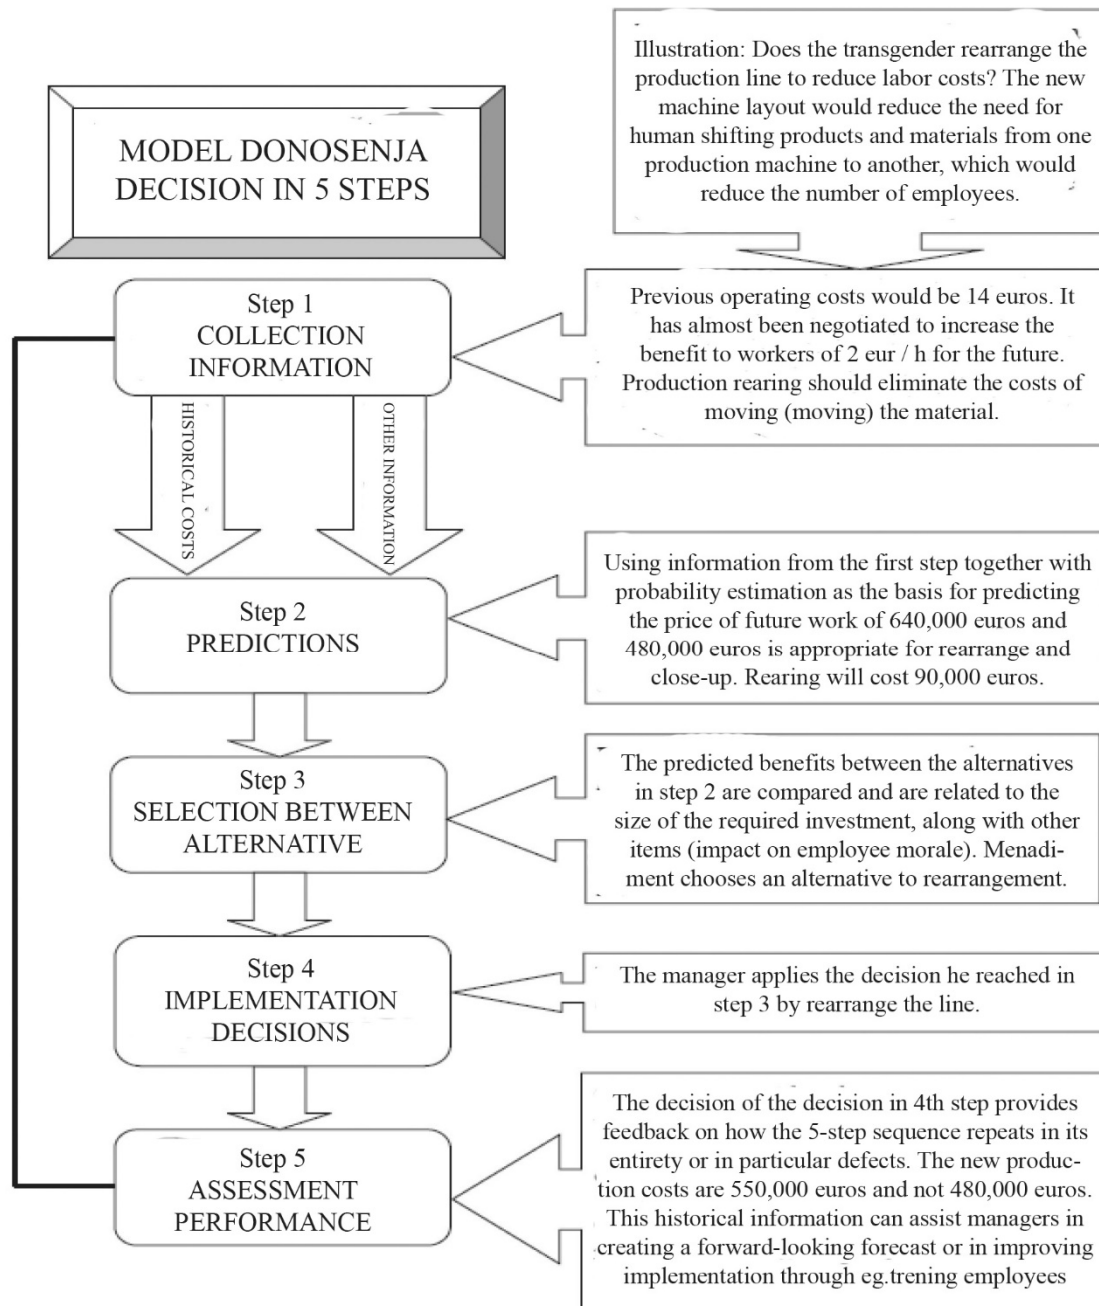 MODEL DONOSENJA
DECISION IN 5 STEPS
Illustration: Does the transgender rearrange the
production line to reduce labor costs? The new
machine layout would reduce the need for
human shifting products and materials from one
production machine to another, which would
reduce the number of employees.
Step 1
COLLECTION
INFORMATION
Previous operating costs would be 14 euros. It
has almost been negotiated to increase the
benefit to workers of 2 eur / h for the future.
Production rearing should eliminate the costs of
moving (moving) the material.
HISTORICAL COSTS
OTHER INFORMATION
Step 2
PREDICTIONS
Using information from the first step together with
probability estimation as the basis for predicting
the price of future work of 640,000 euros and
480,000 euros is appropriate for rearrange and
close-up. Rearing will cost 90,000 euros.
Step 3
SELECTION BETWEEN
ALTERNATIVE
The predicted benefits between the alternatives
in step 2 are compared and are related to the
size of the required investment, along with other
items (impact on employee morale). Menadi-
ment chooses an alternative to rearrangement.
Step 4
IMPLEMENTATION
DECISIONS
The manager applies the decision he reached in
step 3 by rearrange the line.
Step 5
ASSESSMENT
PERFORMANCE
The decision of the decision in 4th step provides
feedback on how the 5-step sequence repeats in its
entirety or in particular defects. The new produc-
tion costs are 550,000 euros and not 480,000 euros.
This historical information can assist managers in
creating a forward-looking forecast or in improving
implementation through eg.trening employees